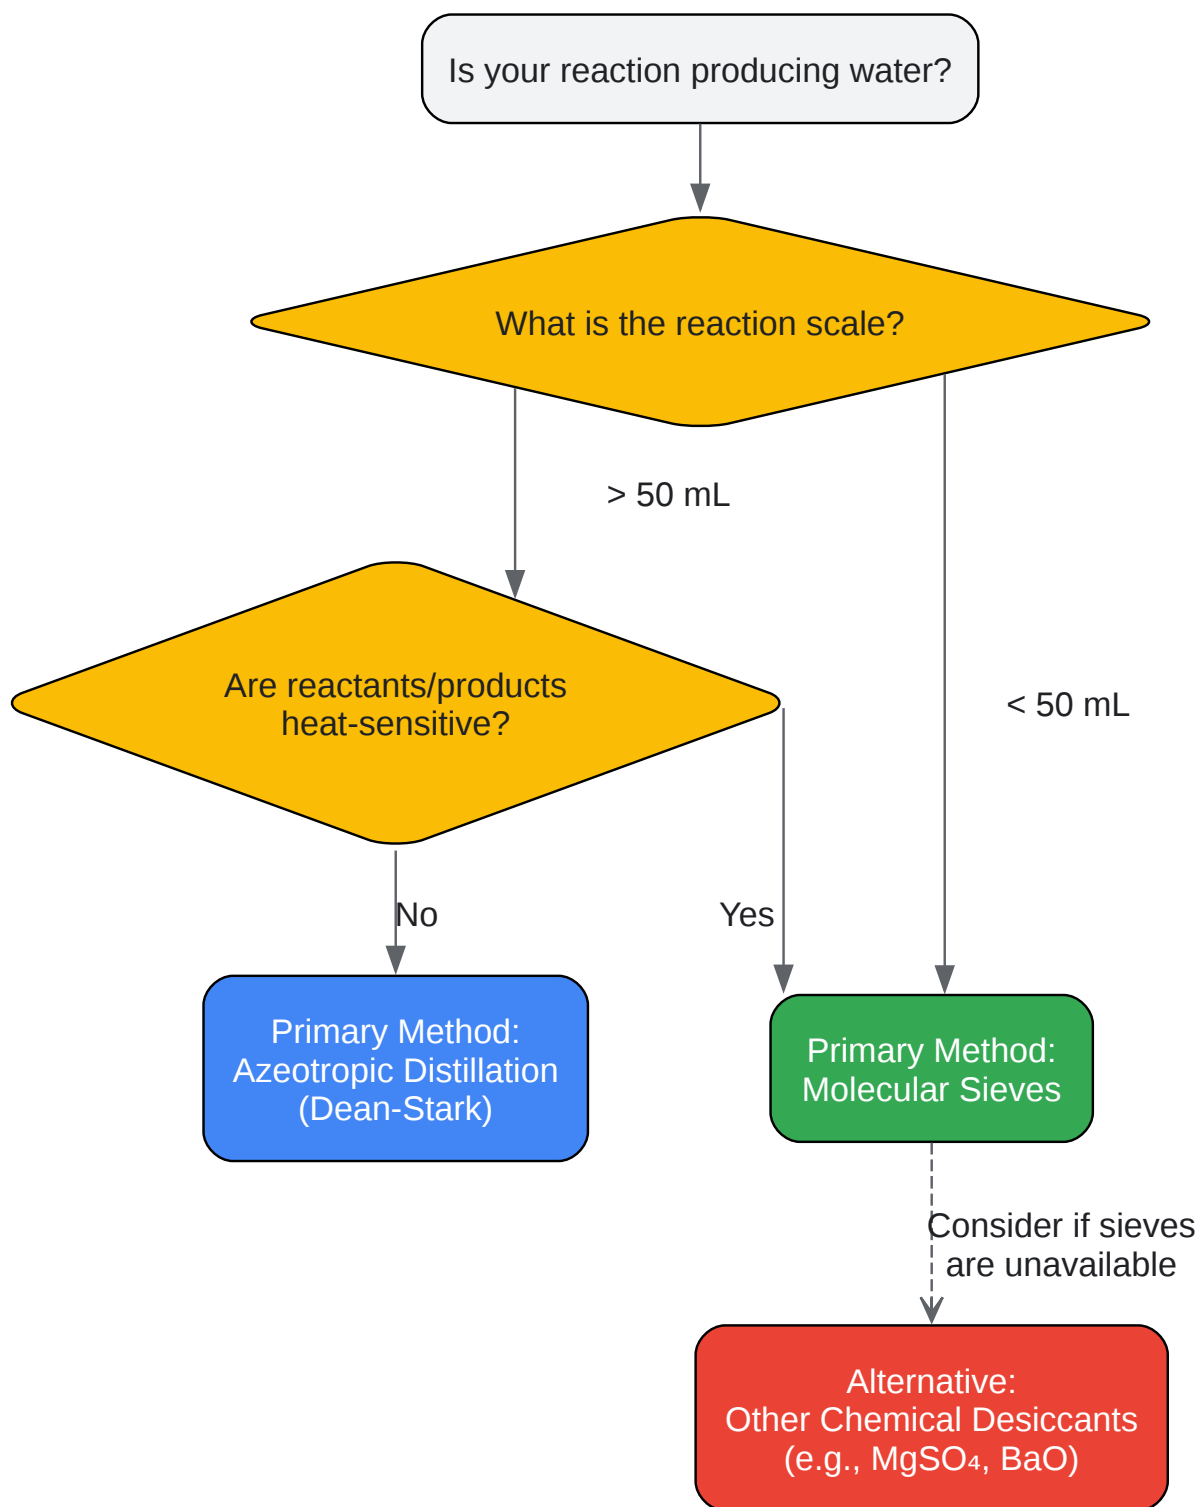 Is your reaction producing water?
What is the reaction scale?
> 50 mL
Are reactants/products
heat-sensitive?
< 50 mL
No
Yes
Primary Method:
Azeotropic Distillation
(Dean-Stark)
Primary Method:
Molecular Sieves
Consider if sieves
are unavailable
Alternative:
Other Chemical Desiccants
(e.g., MgSO₄, BaO)